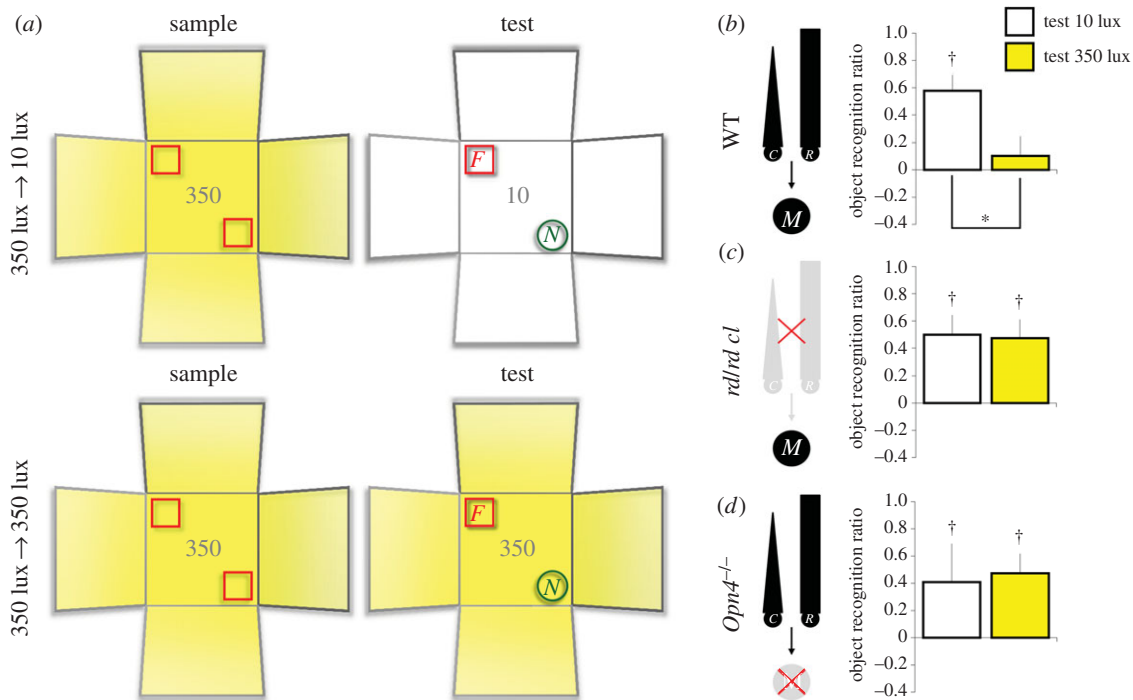 (a)
sample
test
350 lux → 10 lux
350
F
10
N
sample
test
350 lux → 350 lux
350
F
350
N
(b)
test 10 lux
test 350 lux
WT
C
R
M
object recognition ratio
1.0
0.8
0.6
0.4
0.2
0
–0.2
–0.4
†
*
(c)
rd/rd cl
C
R
M
object recognition ratio
1.0
0.8
0.6
0.4
0.2
0
–0.2
–0.4
†
†
(d)
Opn4–/–
C
R
object recognition ratio
1.0
0.8
0.6
0.4
0.2
0
–0.2
–0.4
†
†